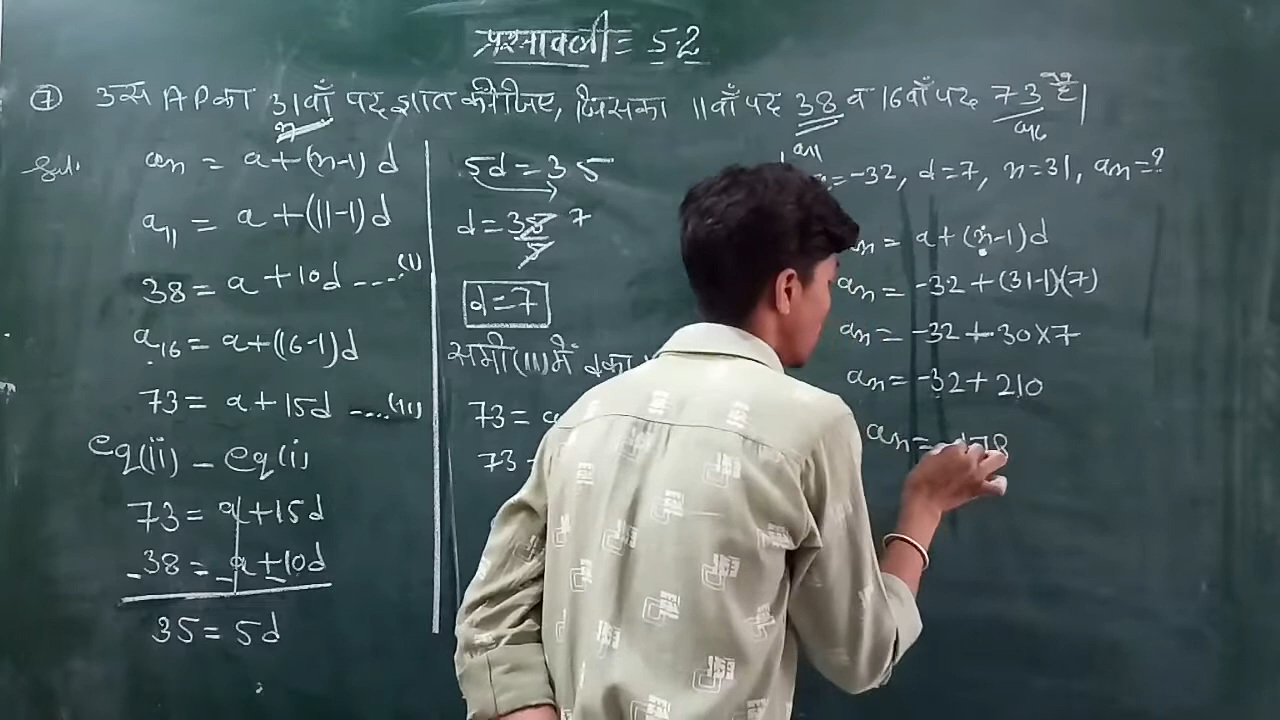 प्रश्नावली = 5.2
⑦ उस AP का 31वाँ पद ज्ञात कीजिए, जिसका 11वाँ पद 38 व 16वाँ पद 73 है।
n a11 a16
Sol.
an = a + (n-1) d
a11 = a + (11-1) d
38 = a + 10d ----(i)
a16 = a + (16-1) d
73 = a + 15d ----(ii)
eq(ii) - eq(i)
73 = a + 15d
-38 = -a + 10d
35 = 5d
5d = 35
d = 35/5 7
d = 7
समी (ii) में d का
73 =
73 -
= -32, d = 7, n = 31, an = ?
an = a + (n-1) d
an = -32 + (31-1)(7)
an = -32 + 30 × 7
an = -32 + 210
an = 178